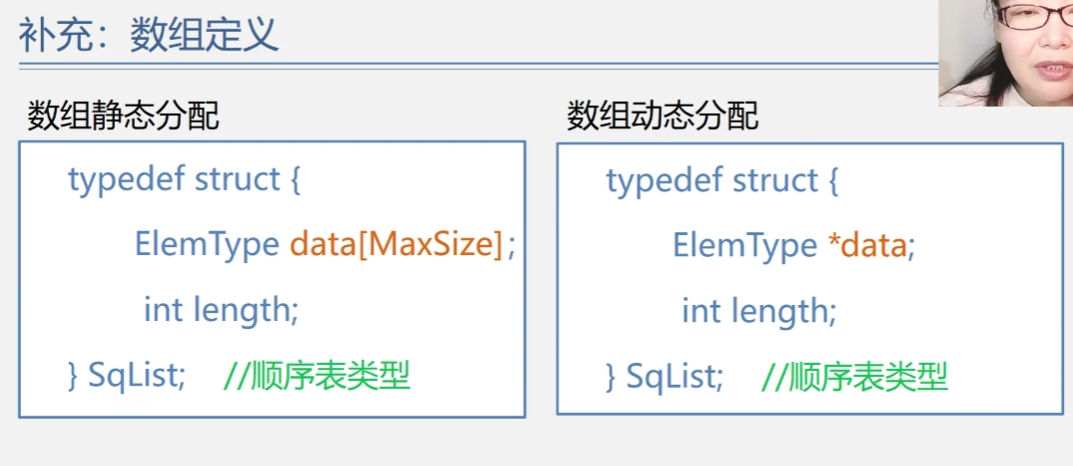 补充：数组定义
数组静态分配
typedef struct {
ElemType data[MaxSize];
int length;
} SqList; //顺序表类型
数组动态分配
typedef struct {
ElemType *data;
int length;
} SqList; //顺序表类型